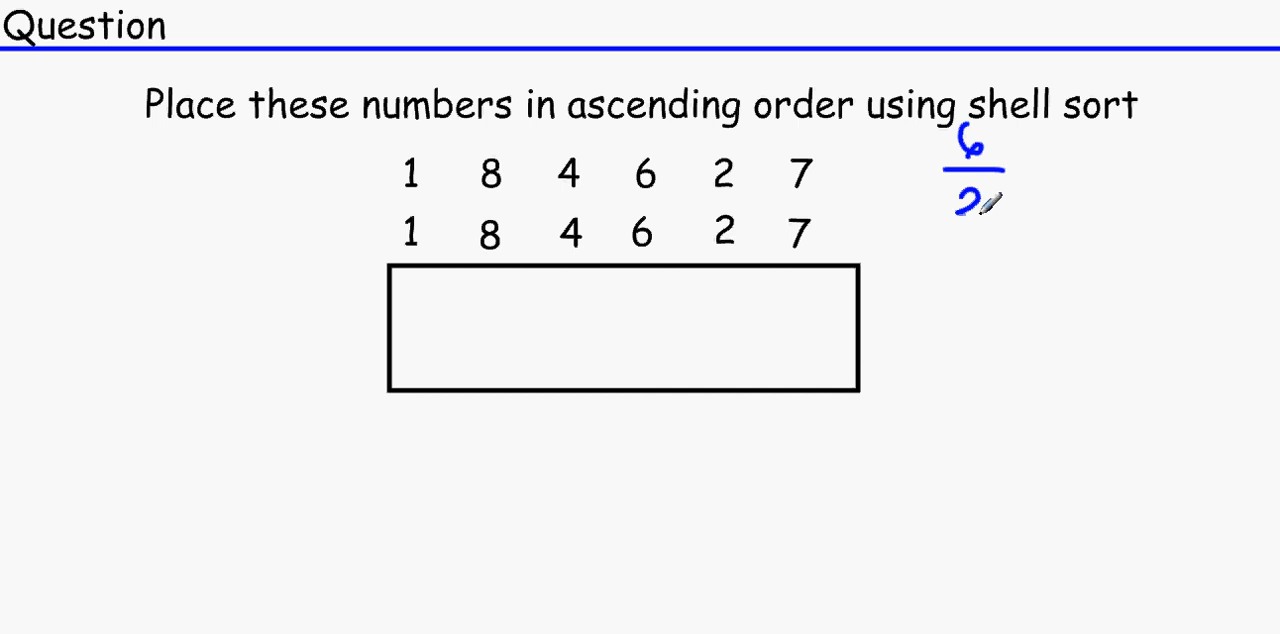 Question
Place these numbers in ascending order using shell sort
1 8 4 6 2 7
6
2
1 8 4 6 2 7